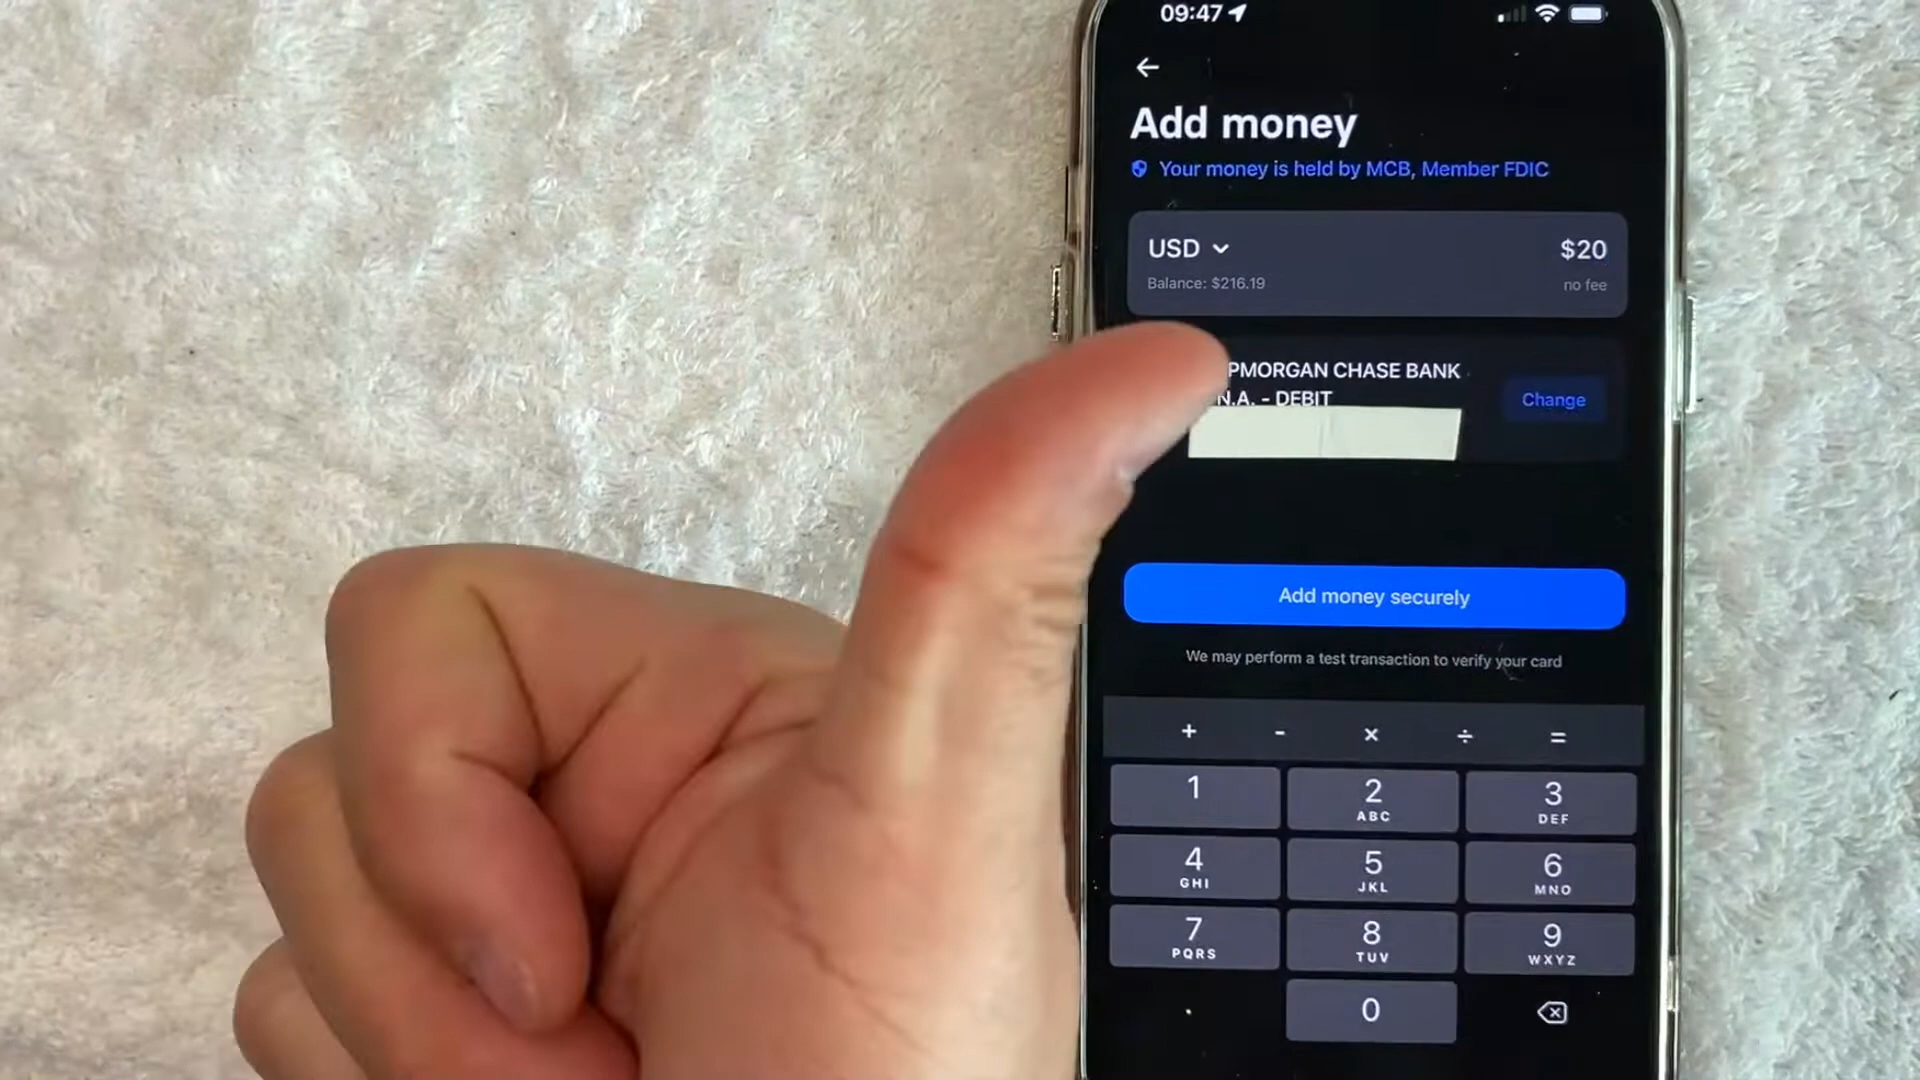 09:47
Add money
Your money is held by MCB, Member FDIC
USD
$20
Balance: $216.19
no fee
PMORGAN CHASE BANK
N.A. - DEBIT
Change
Add money securely
We may perform a test transaction to verify your card
+ - × ÷ =
1 2 3
ABC DEF
4 5 6
GHI JKL MNO
7 8 9
PQRS TUV WXYZ
. 0